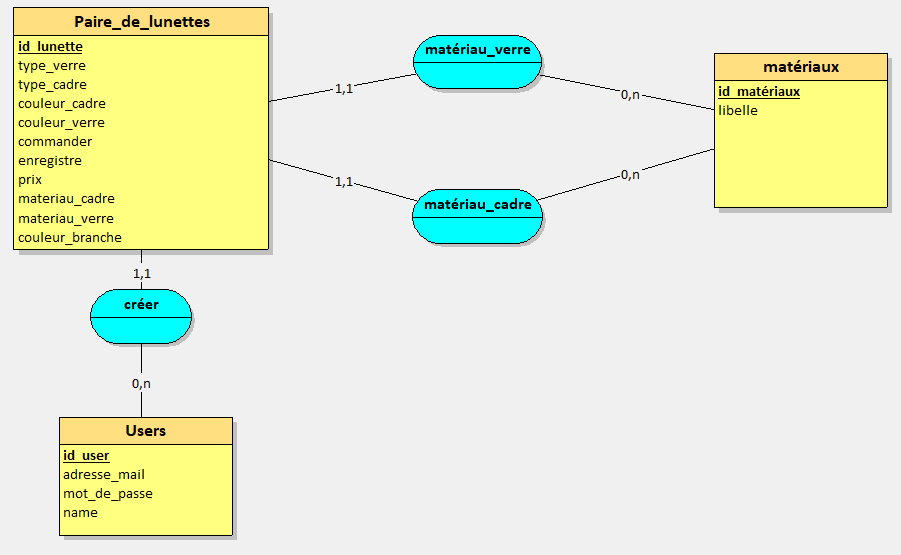 Paire_de_lunettes
id_lunette
type_verre
type_cadre
couleur_cadre
couleur_verre
commander
enregistre
prix
materiau_cadre
materiau_verre
couleur_branche
1,1
matériau_verre
0,n
matériaux
id_matériaux
libelle
1,1
matériau_cadre
0,n
1,1
créer
0,n
Users
id_user
adresse_mail
mot_de_passe
name